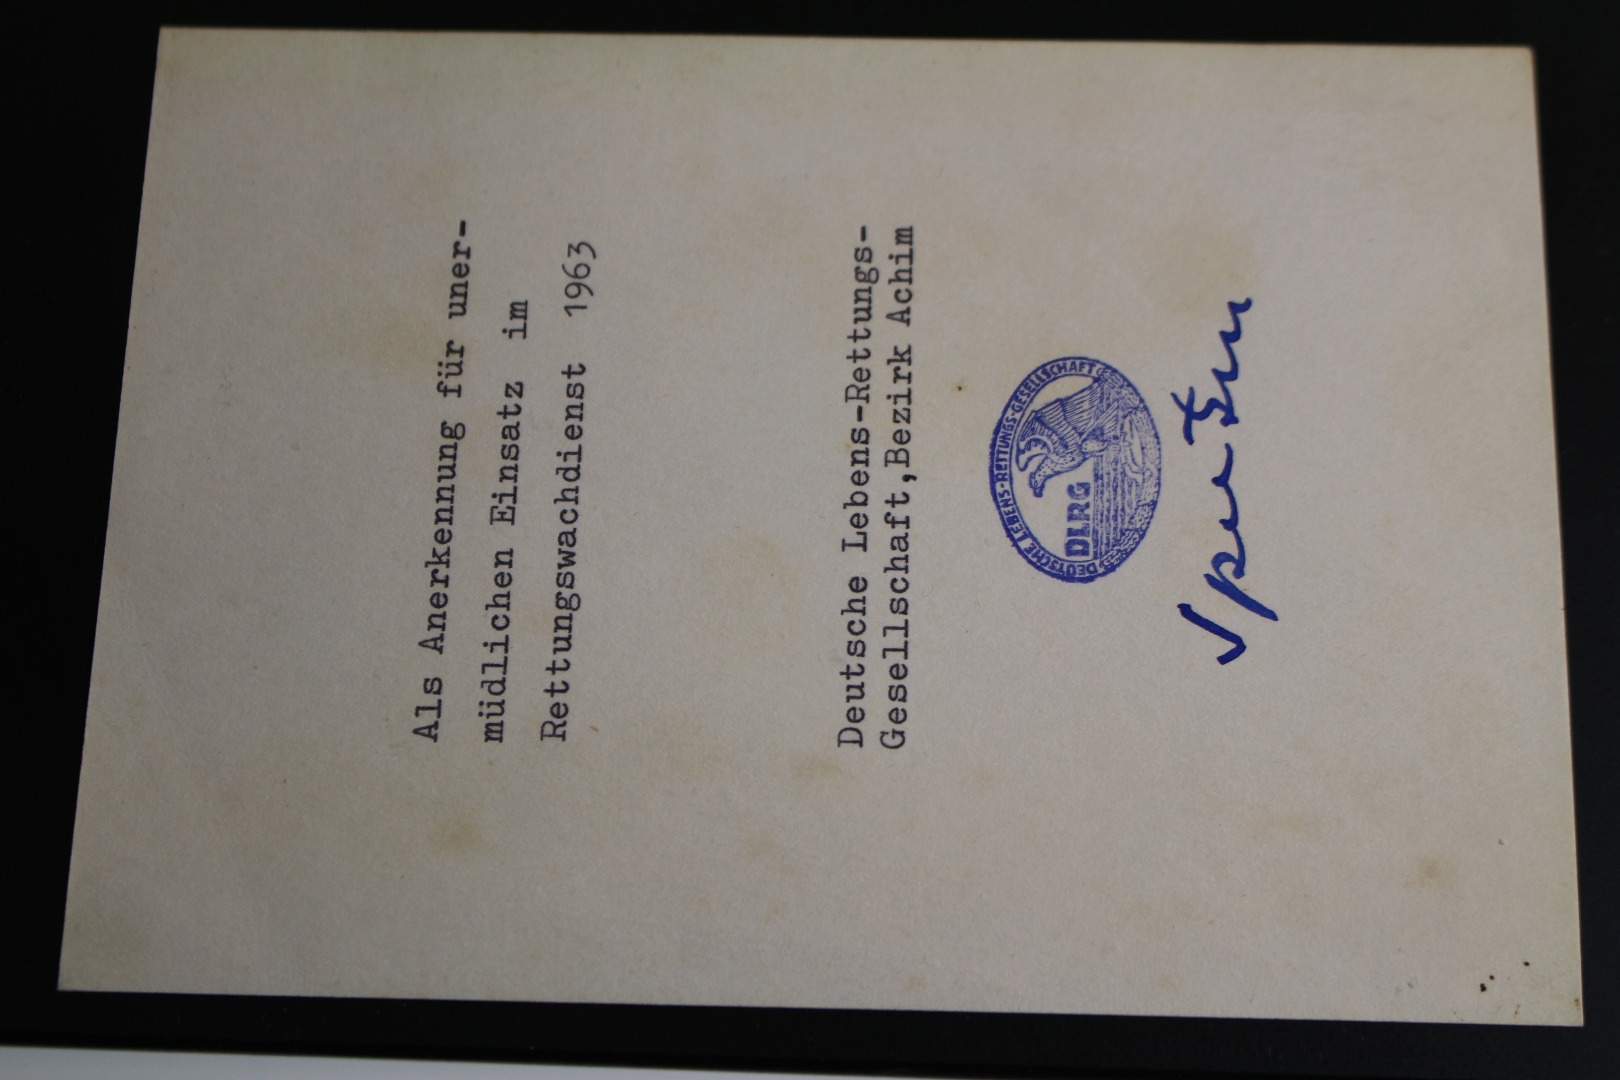 Als Anerkennung für uner-
müdlichen Einsatz im
Rettungswachdienst 1963
Deutsche Lebens-Rettungs-
Gesellschaft,Bezirk Achim
DEUTSCHE LEBENS-RETTUNGS-GESELLSCHAFT
DLRG